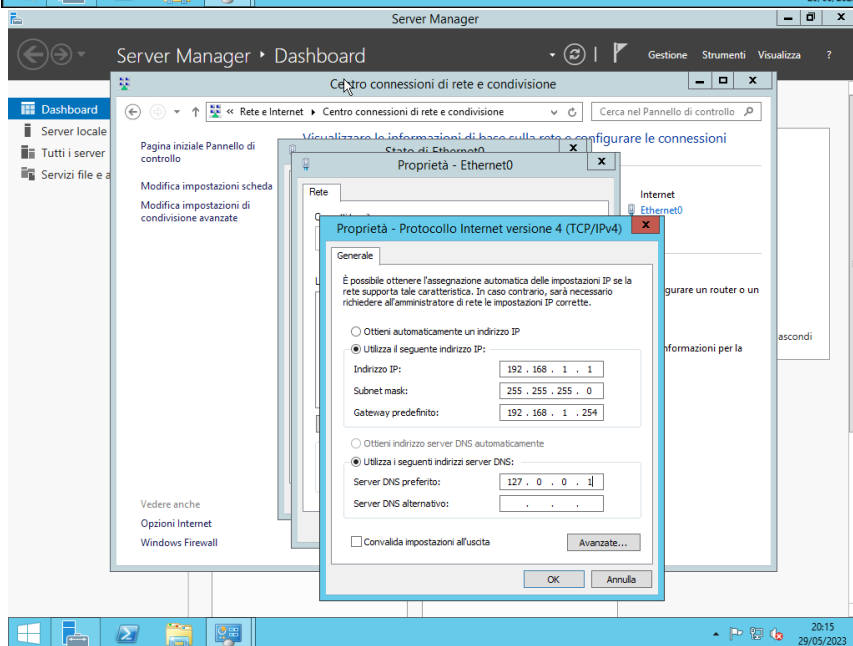 Server Manager
Server Manager • Dashboard
Gestione Strumenti Visualizza ?
Centro connessioni di rete e condivisione
« Rete e Internet Centro connessioni di rete e condivisione
Cerca nel Pannello di controllo
Dashboard
Server locale
Tutti i server
Servizi file e a
Pagina iniziale Pannello di
controllo
Modifica impostazioni scheda
Modifica impostazioni di
condivisione avanzate
Visualizzare le informazioni di base sulla rete e configurare le connessioni
Stato di Ethernet0
Proprietà - Ethernet0
Rete
Internet
Ethernet0
gurare un router o un
nformazioni per la
ascondi
Proprietà - Protocollo Internet versione 4 (TCP/IPv4)
Generale
È possibile ottenere l'assegnazione automatica delle impostazioni IP se la
rete supporta tale caratteristica. In caso contrario, sarà necessario
richiedere all'amministratore di rete le impostazioni IP corrette.
Ottieni automaticamente un indirizzo IP
Utilizza il seguente indirizzo IP:
Indirizzo IP: 192 . 168 . 1 . 1
Subnet mask: 255 . 255 . 255 . 0
Gateway predefinito: 192 . 168 . 1 . 254
Ottieni indirizzo server DNS automaticamente
Utilizza i seguenti indirizzi server DNS:
Server DNS preferito: 127 . 0 . 0 . 1
Server DNS alternativo: . . .
Convalida impostazioni all'uscita
Avanzate...
OK Annulla
Vedere anche
Opzioni Internet
Windows Firewall
20:15
29/05/2023